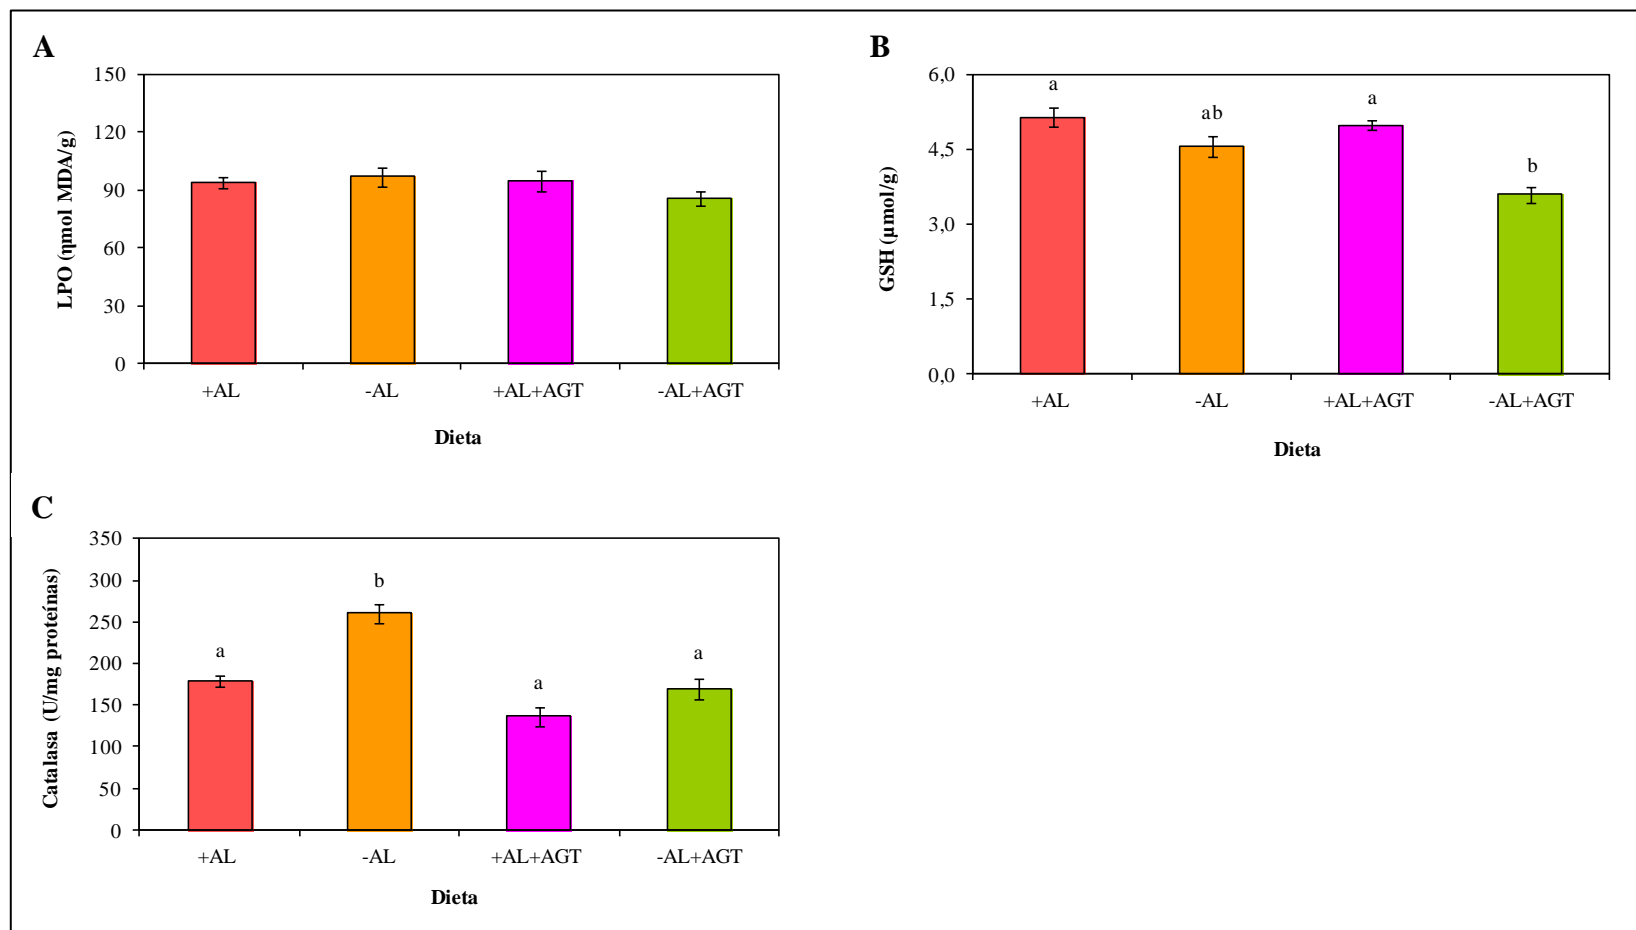 A
150
120
90
60
30
0
LPO (ηmol MDA/g)
+AL
-AL
+AL+AGT
-AL+AGT
Dieta
B
6,0
4,5
3,0
1,5
0,0
GSH (µmol/g)
a
ab
a
b
+AL
-AL
+AL+AGT
-AL+AGT
Dieta
C
350
300
250
200
150
100
50
0
Catalasa (U/mg proteínas)
a
b
a
a
+AL
-AL
+AL+AGT
-AL+AGT
Dieta